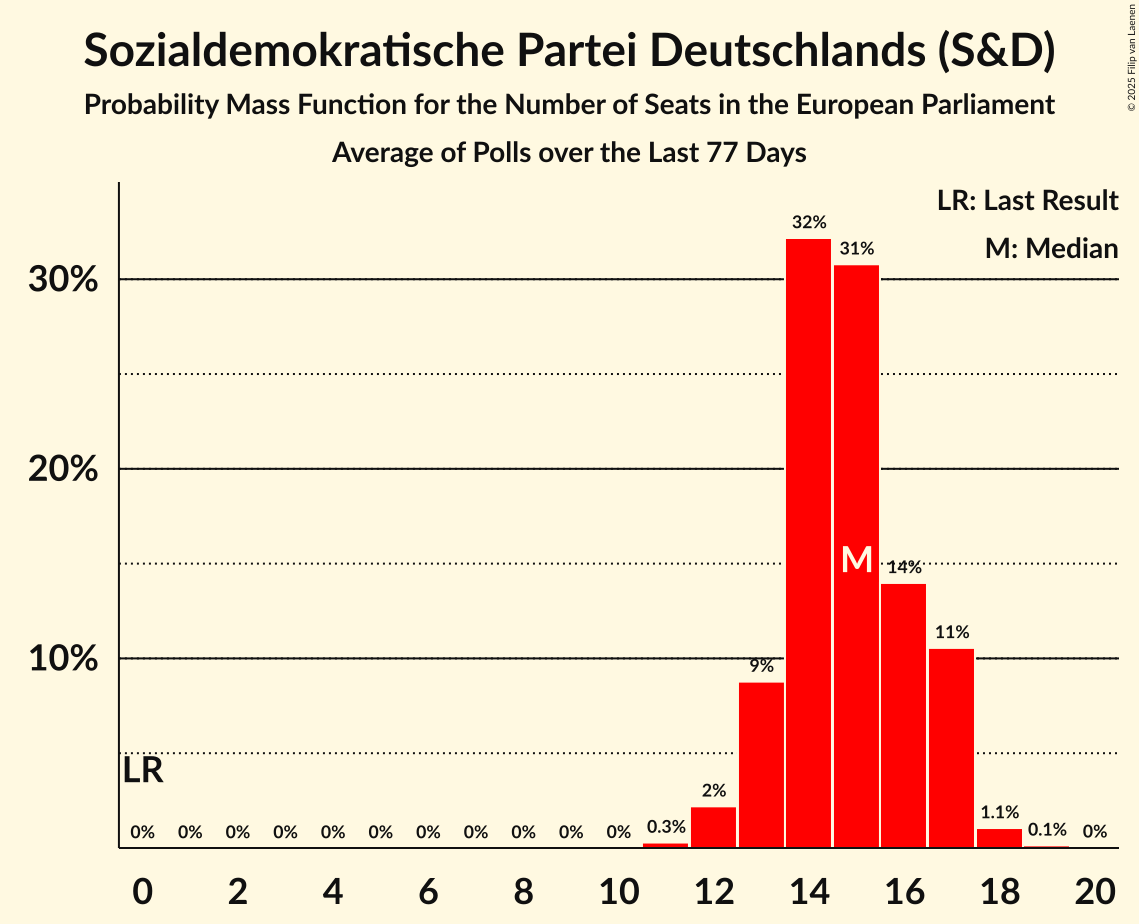 Sozialdemokratische Partei Deutschlands (S&D)
Probability Mass Function for the Number of Seats in the European Parliament
Average of Polls over the Last 77 Days
© 2025 Filip van Laenen
LR: Last Result
M: Median
30%
20%
10%
32%
31%
M
14%
11%
9%
LR
2%
1.1%
0% 0% 0% 0% 0% 0% 0% 0% 0% 0% 0% 0.3% 0.1% 0%
0 2 4 6 8 10 12 14 16 18 20